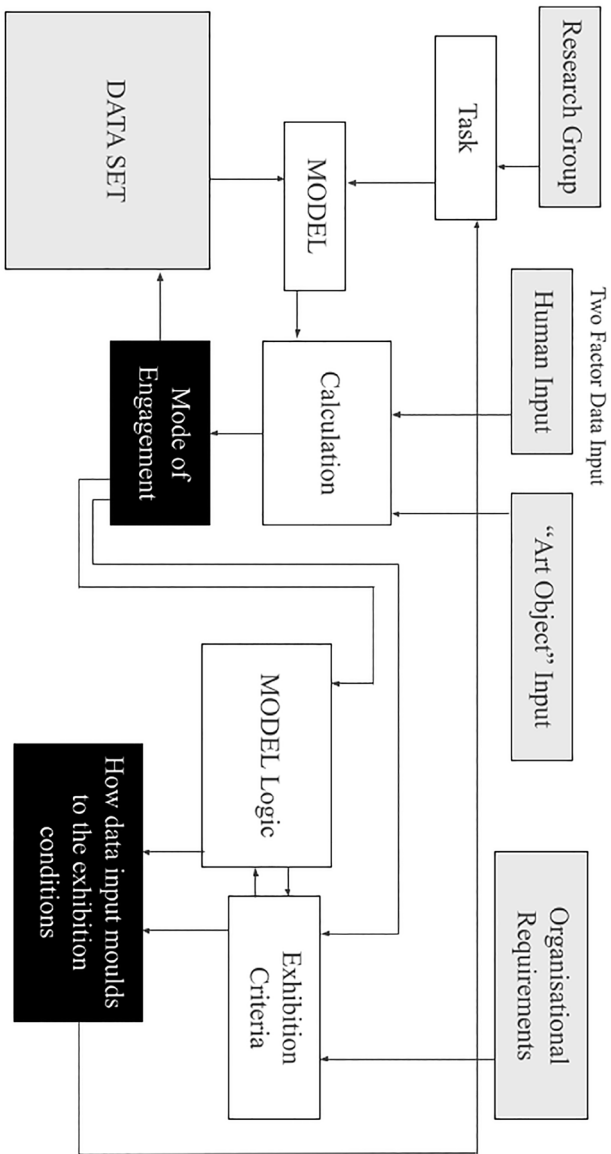 Two Factor Data Input
Research Group
Human Input
“Art Object” Input
Organisational
Requirements
Task
MODEL
Calculation
MODEL Logic
Exhibition
Criteria
DATA SET
Mode of
Engagement
How data input moulds
to the exhibition
conditions